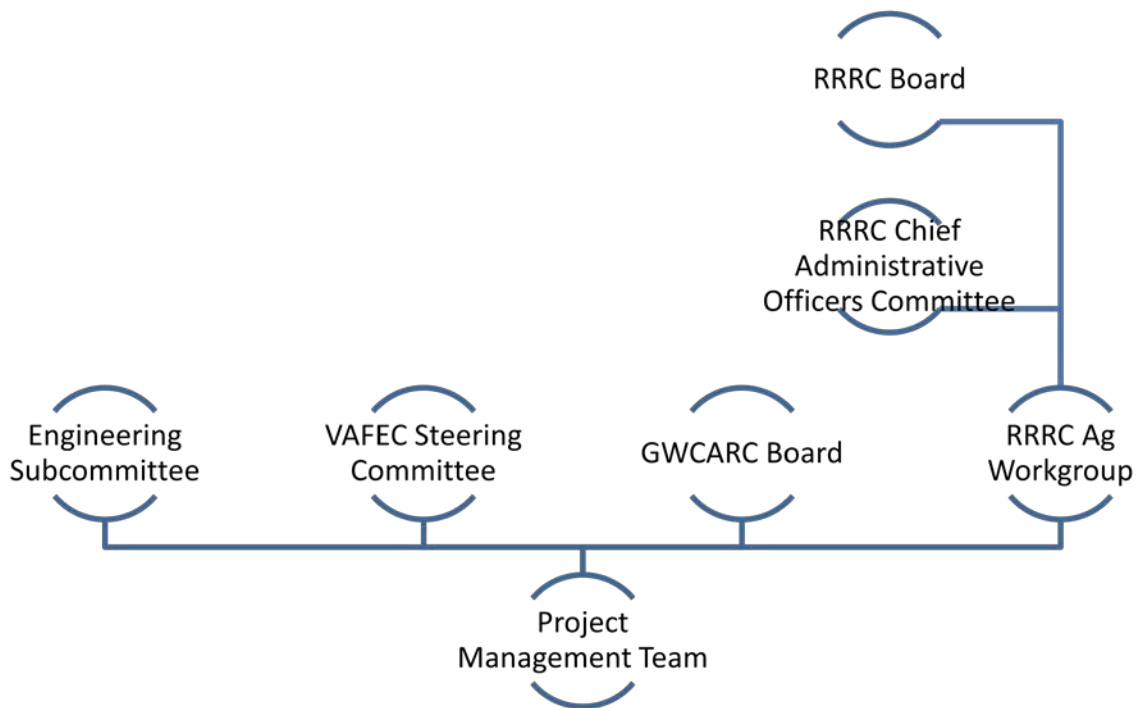 RRRC Board
RRRC Chief
Administrative
Officers Committee
Engineering
Subcommittee
VAFEC Steering
Committee
GWCARC Board
RRRC Ag
Workgroup
Project
Management Team